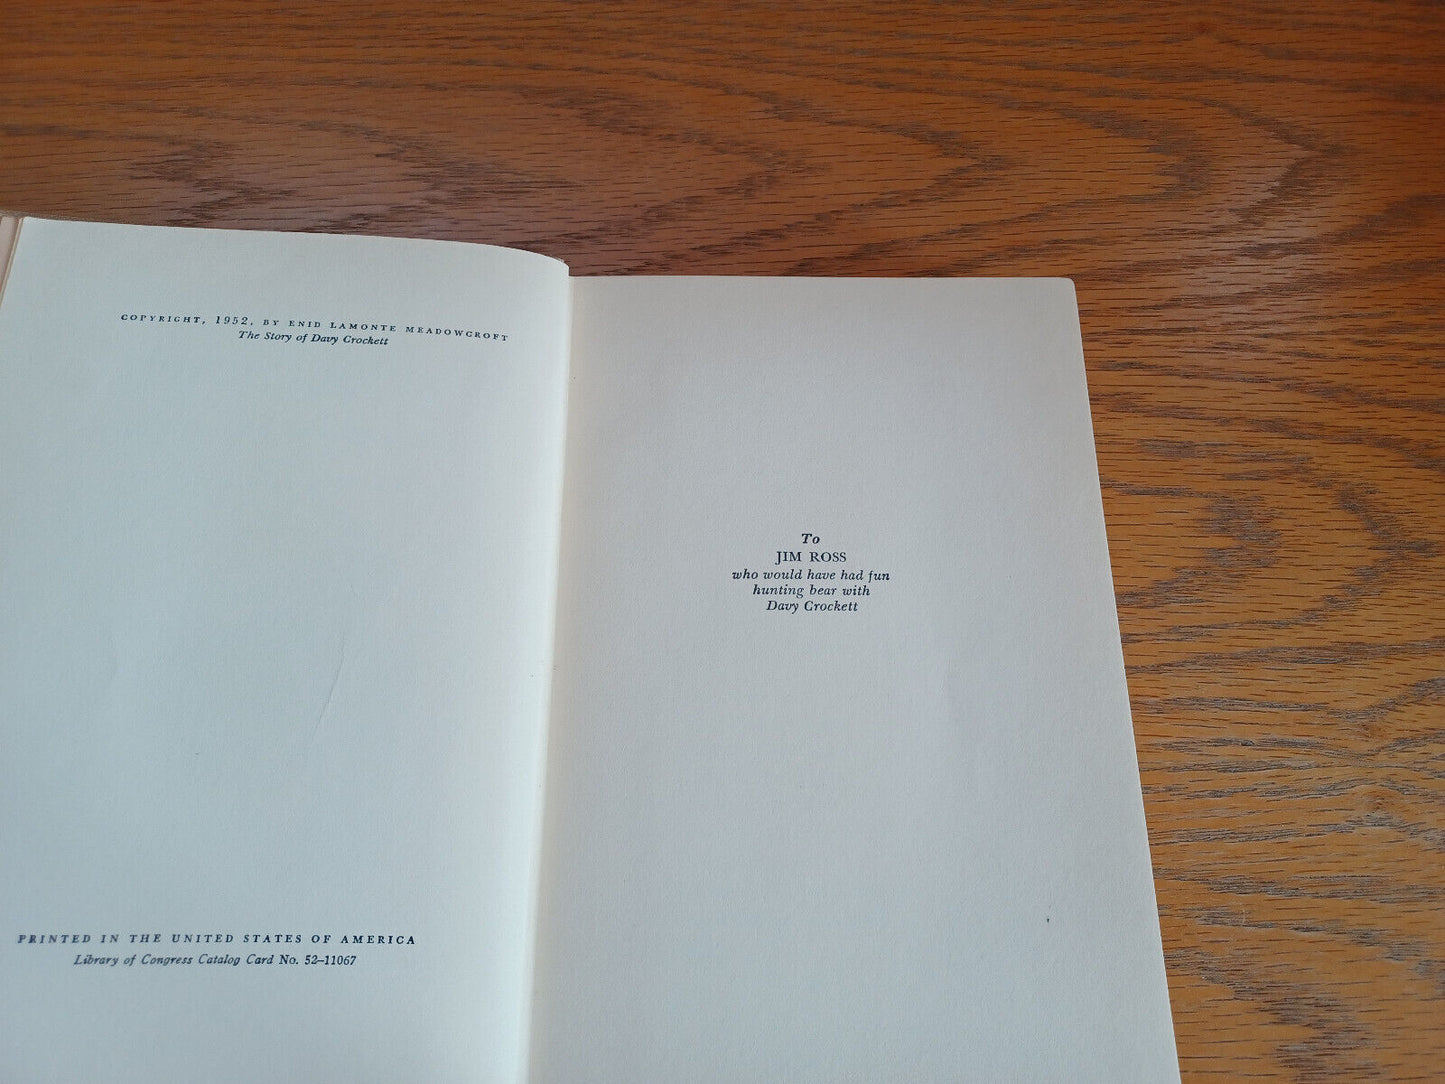 COPYRIGHT, 1952, BY ENID LAMONTE MEADOWCROFT
The Story of Davy Crockett
PRINTED IN THE UNITED STATES OF AMERICA
Library of Congress Catalog Card No. 52–11067
To
JIM ROSS
who would have had fun
hunting bear with
Davy Crockett